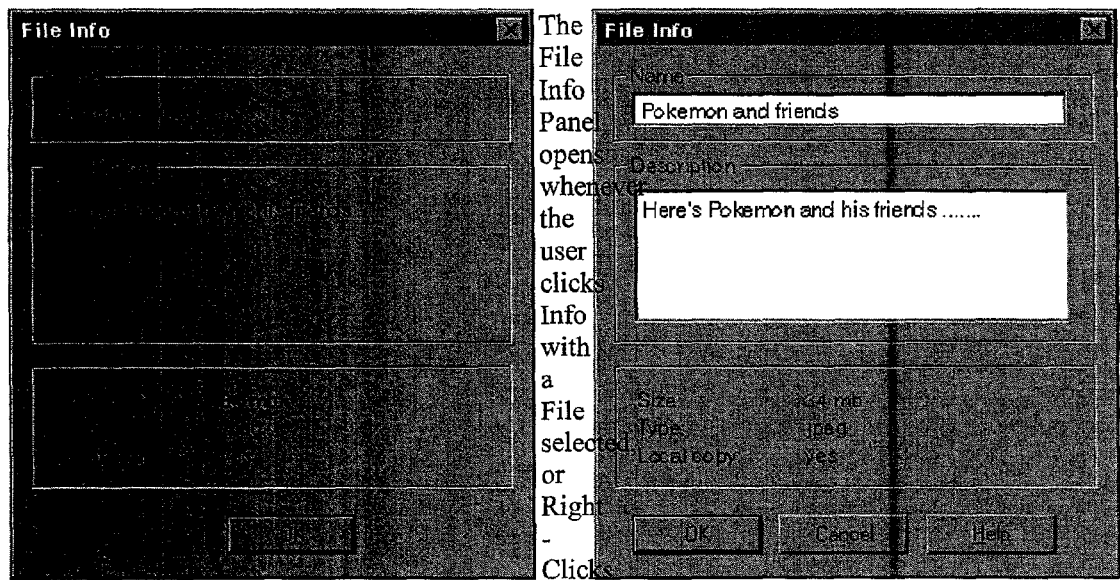 File Info
The
File
Info
Panel
opens
whenever
the
user
clicks
Info
with
a
File
selected,
or
Right
-
Clicks
File Info
Name
Pokemon and friends
Description
Here's Pokemon and his friends .......
Size
Type jpeg
Local copy yes
OK Cancel Help